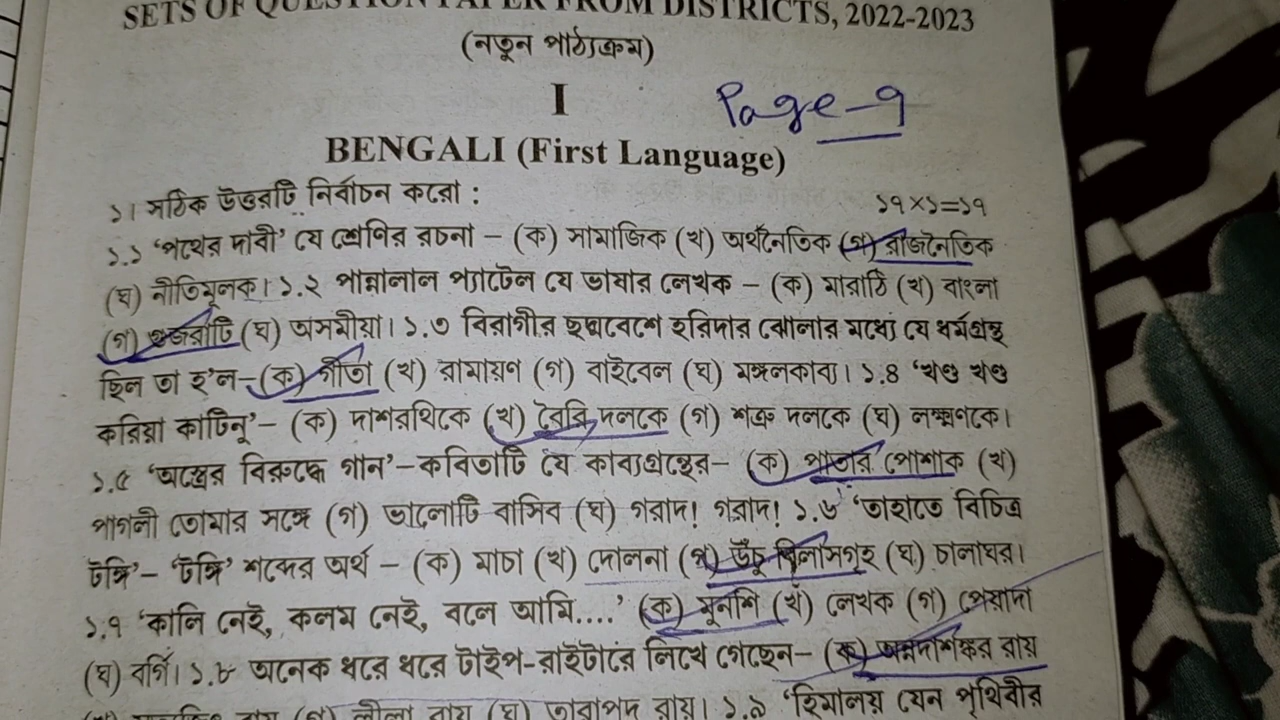 SETS OF QUESTION PAPER FROM DISTRICTS, 2022-2023
(নতুন পাঠ্যক্রম)
I
Page-9
BENGALI (First Language)
১। সঠিক উত্তরটি নির্বাচন করো : ১৭×১=১৭
১.১ ‘পথের দাবী’ যে শ্রেণির রচনা – (ক) সামাজিক (খ) অর্থনৈতিক (গ) রাজনৈতিক
(ঘ) নীতিমূলক। ১.২ পান্নালাল প্যাটেল যে ভাষার লেখক – (ক) মারাঠি (খ) বাংলা
(গ) গুজরাটি (ঘ) অসমীয়া। ১.৩ বিরাগীর ছদ্মবেশে হরিদার ঝোলার মধ্যে যে ধর্মগ্রন্থ
ছিল তা হ’ল– (ক) গীতা (খ) রামায়ণ (গ) বাইবেল (ঘ) মঙ্গলকাব্য। ১.৪ ‘খণ্ড খণ্ড
করিয়া কাটিনু’– (ক) দাশরথিকে (খ) বৈরি দলকে (গ) শত্রু দলকে (ঘ) লক্ষ্মণকে।
১.৫ ‘অস্ত্রের বিরুদ্ধে গান’–কবিতাটি যে কাব্যগ্রন্থের– (ক) পাতার পোশাক (খ)
পাগলী তোমার সঙ্গে (গ) ভালোটি বাসিব (ঘ) গরাদ! গরাদ! ১.৬ ‘তাহাতে বিচিত্র
টঙ্গি’– ‘টঙ্গি’ শব্দের অর্থ – (ক) মাচা (খ) দোলনা (গ) উঁচু বিলাসগৃহ (ঘ) চালাঘর।
১.৭ ‘কালি নেই, কলম নেই, বলে আমি....’ (ক) মুনশি (খ) লেখক (গ) পেয়াদা
(ঘ) বর্গি। ১.৮ অনেক ধরে ধরে টাইপ-রাইটারে লিখে গেছেন– (ক) অন্নদাশঙ্কর রায়
রায় (গ) লীলা রায় (ঘ) তারাপদ রায়। ১.৯ ‘হিমালয় যেন পৃথিবীর